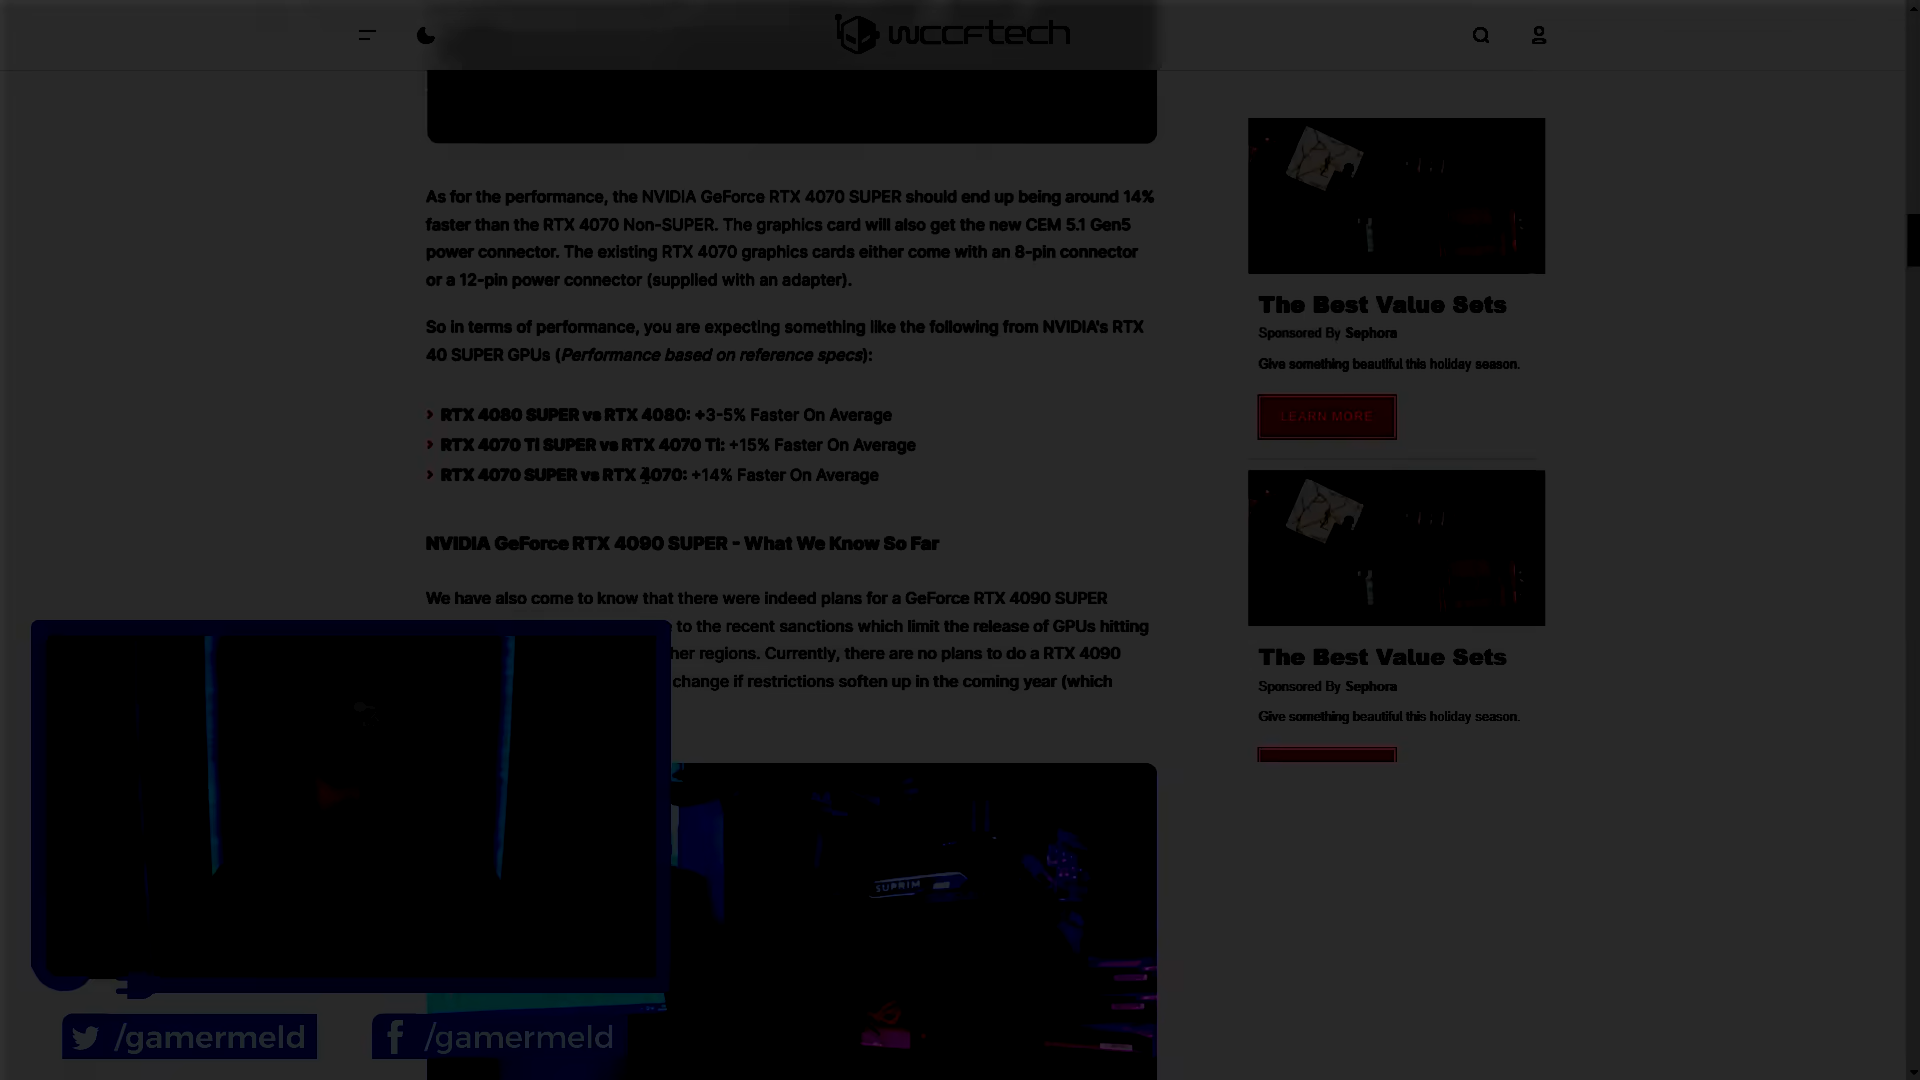 wccftech
As for the performance, the NVIDIA GeForce RTX 4070 SUPER should end up being around 14%
faster than the RTX 4070 Non-SUPER. The graphics card will also get the new CEM 5.1 Gen5
power connector. The existing RTX 4070 graphics cards either come with an 8-pin connector
or a 12-pin power connector (supplied with an adapter).
So in terms of performance, you are expecting something like the following from NVIDIA's RTX
40 SUPER GPUs (Performance based on reference specs):
RTX 4080 SUPER vs RTX 4080: +3-5% Faster On Average
RTX 4070 Ti SUPER vs RTX 4070 Ti: +15% Faster On Average
RTX 4070 SUPER vs RTX 4070: +14% Faster On Average
NVIDIA GeForce RTX 4090 SUPER - What We Know So Far
We have also come to know that there were indeed plans for a GeForce RTX 4090 SUPER
to the recent sanctions which limit the release of GPUs hitting
her regions. Currently, there are no plans to do a RTX 4090
change if restrictions soften up in the coming year (which
SUPRIM
The Best Value Sets
Sponsored By Sephora
Give something beautiful this holiday season.
LEARN MORE
The Best Value Sets
Sponsored By Sephora
Give something beautiful this holiday season.
/gamermeld
/gamermeld